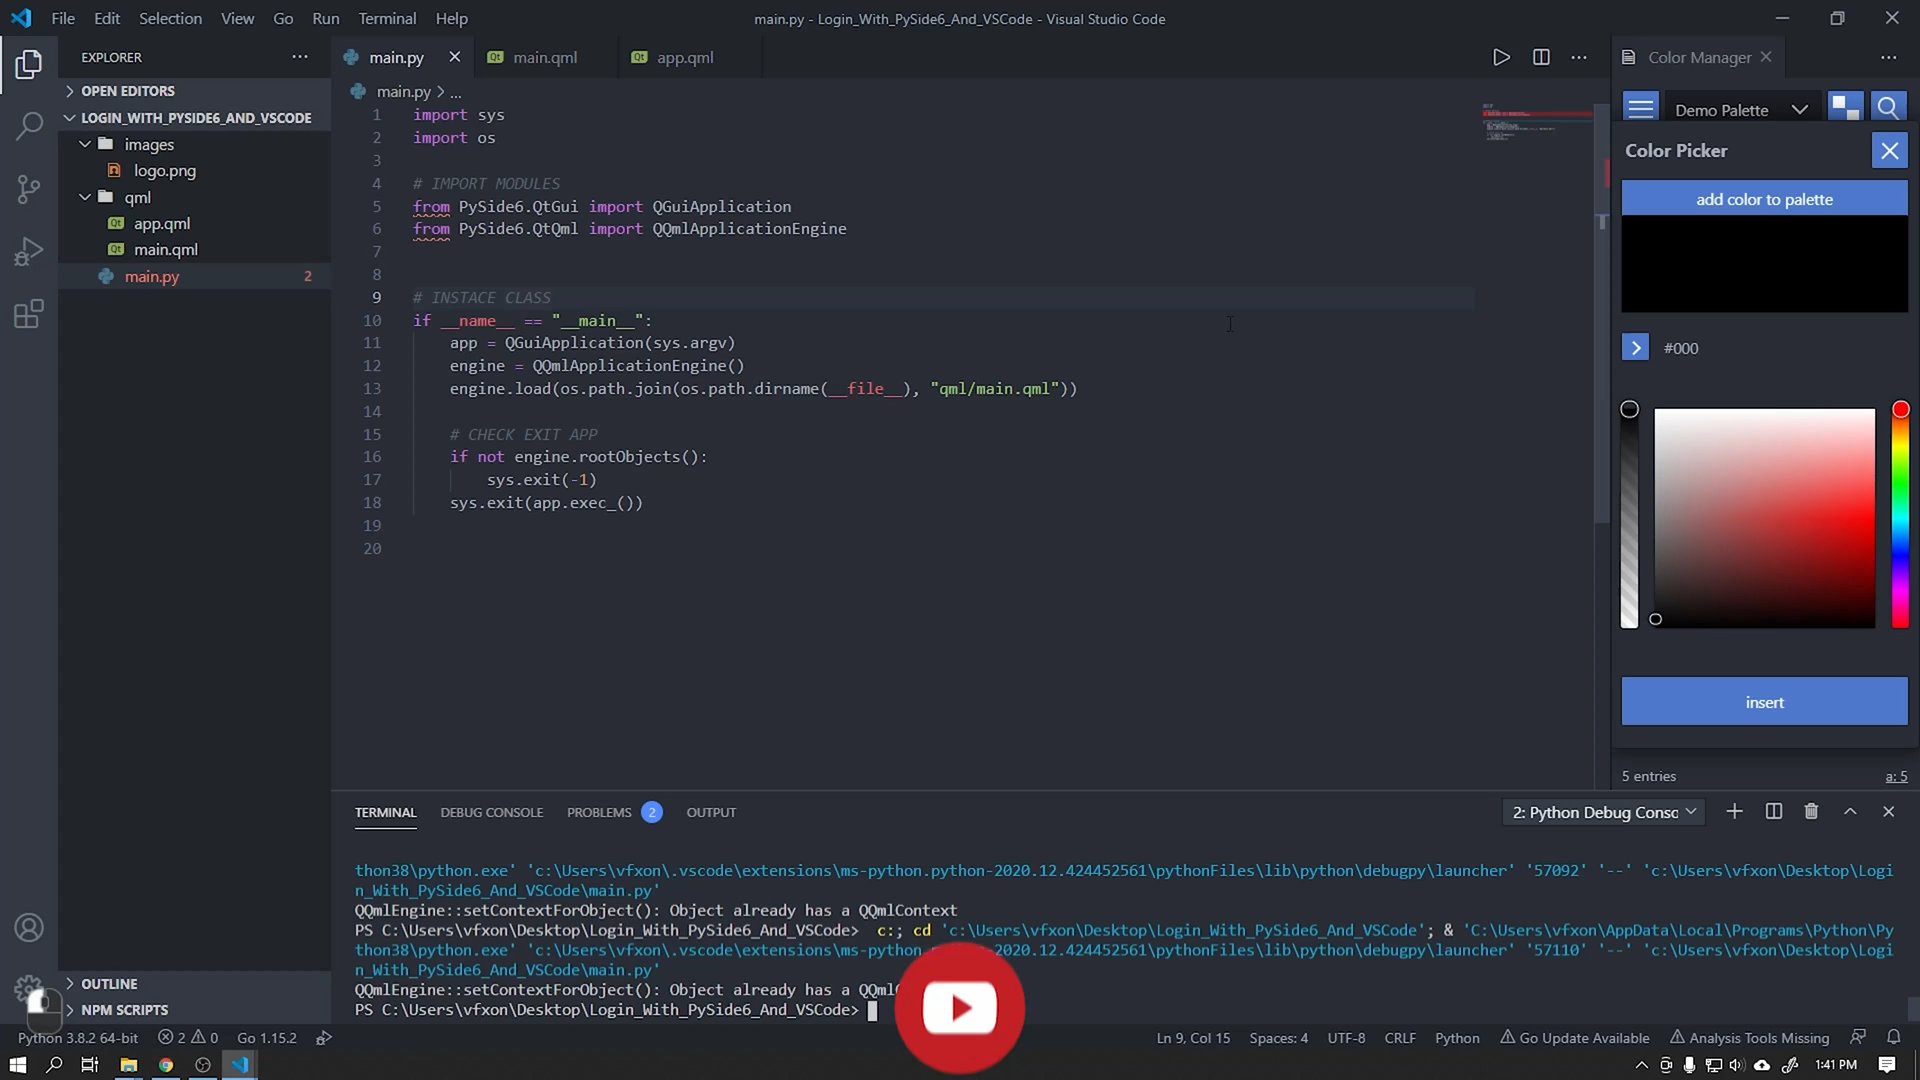 File Edit Selection View Go Run Terminal Help
main.py - Login_With_PySide6_And_VSCode - Visual Studio Code
EXPLORER
OPEN EDITORS
LOGIN_WITH_PYSIDE6_AND_VSCODE
images
logo.png
qml
app.qml
main.qml
main.py 2
OUTLINE
NPM SCRIPTS
main.py main.qml app.qml
main.py > ...
1 import sys
2 import os
3
4 # IMPORT MODULES
5 from PySide6.QtGui import QGuiApplication
6 from PySide6.QtQml import QQmlApplicationEngine
7
8
9 # INSTACE CLASS
10 if __name__ == "__main__":
11 app = QGuiApplication(sys.argv)
12 engine = QQmlApplicationEngine()
13 engine.load(os.path.join(os.path.dirname(__file__), "qml/main.qml"))
14
15 # CHECK EXIT APP
16 if not engine.rootObjects():
17 sys.exit(-1)
18 sys.exit(app.exec_())
19
20
Color Manager
Demo Palette
Color Picker
add color to palette
#000
insert
5 entries a: 5
TERMINAL DEBUG CONSOLE PROBLEMS 2 OUTPUT
2: Python Debug Consc
thon38\python.exe' 'c:\Users\vfxon\.vscode\extensions\ms-python.python-2020.12.424452561\pythonFiles\lib\python\debugpy\launcher' '57092' '--' 'c:\Users\vfxon\Desktop\Logi
n_With_PySide6_And_VSCode\main.py'
QQmlEngine::setContextForObject(): Object already has a QQmlContext
PS C:\Users\vfxon\Desktop\Login_With_PySide6_And_VSCode> c:; cd 'c:\Users\vfxon\Desktop\Login_With_PySide6_And_VSCode'; & 'C:\Users\vfxon\AppData\Local\Programs\Python\Py
thon38\python.exe' 'c:\Users\vfxon\.vscode\extensions\ms-python.p 2020.12.424452561\pythonFiles\lib\python\debugpy\launcher' '57110' '--' 'c:\Users\vfxon\Desktop\Logi
n_With_PySide6_And_VSCode\main.py'
QQmlEngine::setContextForObject(): Object already has a
PS C:\Users\vfxon\Desktop\Login_With_PySide6_And_VSCode>
Python 3.8.2 64-bit 2 0 Go 1.15.2
Ln 9, Col 15 Spaces: 4 UTF-8 CRLF Python Go Update Available Analysis Tools Missing
1:41 PM